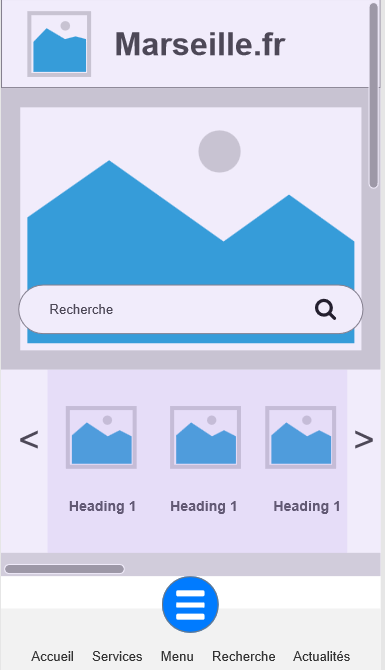 Marseille.fr
Recherche
< >
Heading 1 Heading 1 Heading 1
Accueil Services Menu Recherche Actualités